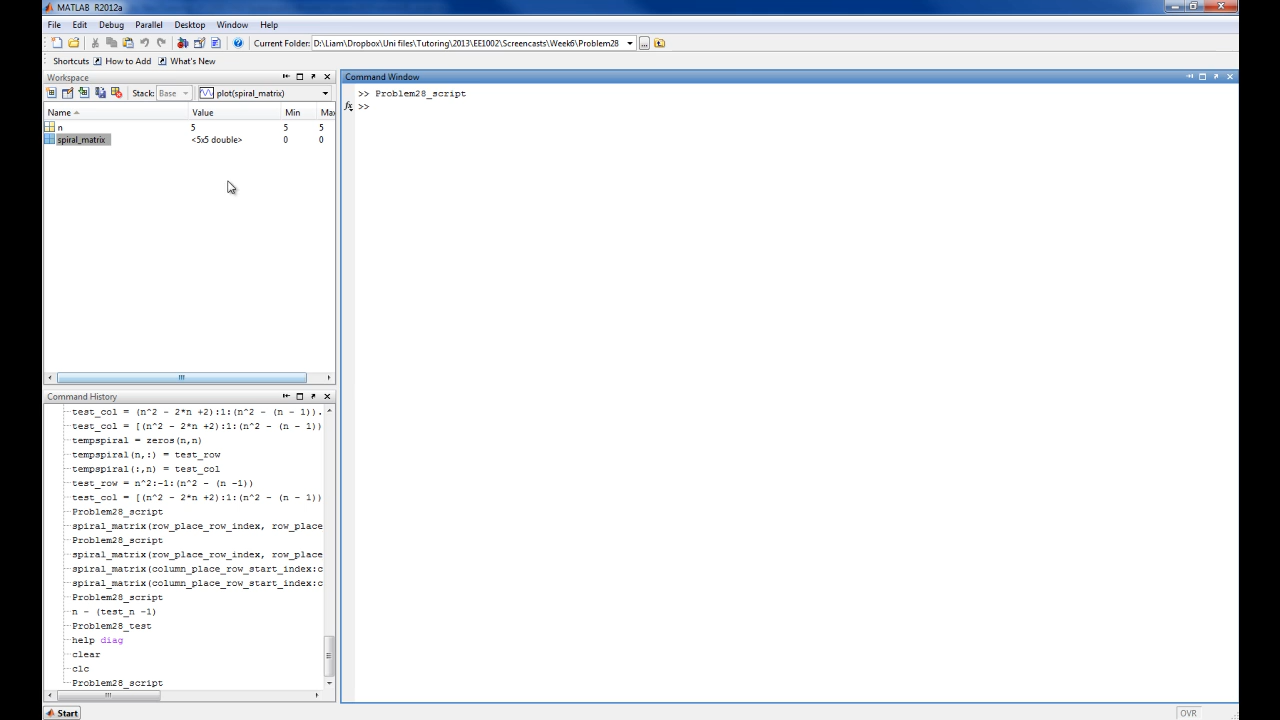 MATLAB R2012a
File Edit Debug Parallel Desktop Window Help
Current Folder: D:\Liam\Dropbox\Uni files\Tutoring\2013\EE1002\Screencasts\Week6\Problem28 ...
Shortcuts How to Add What's New
Workspace
Stack: Base plot(spiral_matrix)
Name Value Min Max
n 5 5 5
spiral_matrix <5x5 double> 0 0
Command History
test_col = (n^2 - 2*n +2):1:(n^2 - (n - 1)).
test_col = [(n^2 - 2*n +2):1:(n^2 - (n - 1))
tempspiral = zeros(n,n)
tempspiral(n,:) = test_row
tempspiral(:,n) = test_col
test_row = n^2:-1:(n^2 - (n -1))
test_col = [(n^2 - 2*n +2):1:(n^2 - (n - 1))
Problem28_script
spiral_matrix(row_place_row_index, row_place
Problem28_script
spiral_matrix(row_place_row_index, row_place
spiral_matrix(column_place_row_start_index:c
spiral_matrix(column_place_row_start_index:c
Problem28_script
n - (test_n -1)
Problem28_test
help diag
clear
clc
Problem28_script
Command Window
>> Problem28_script
fx >>
Start
OVR